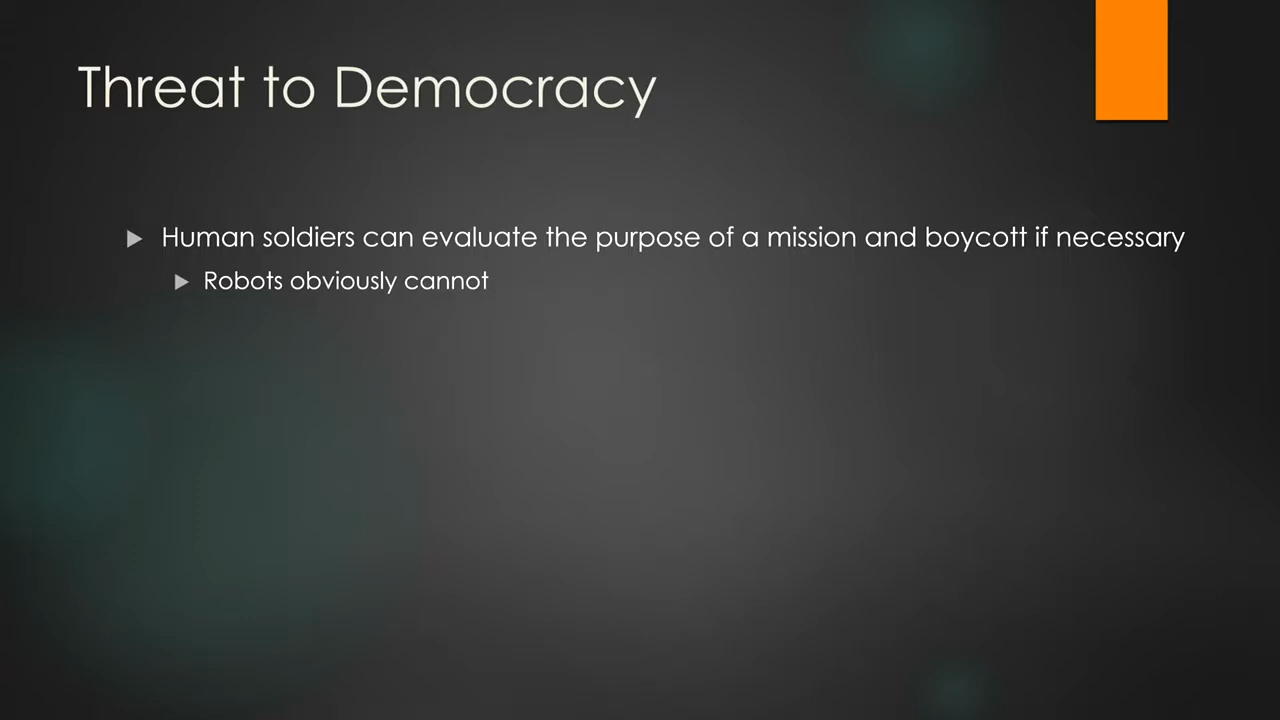 Threat to Democracy
Human soldiers can evaluate the purpose of a mission and boycott if necessary
Robots obviously cannot